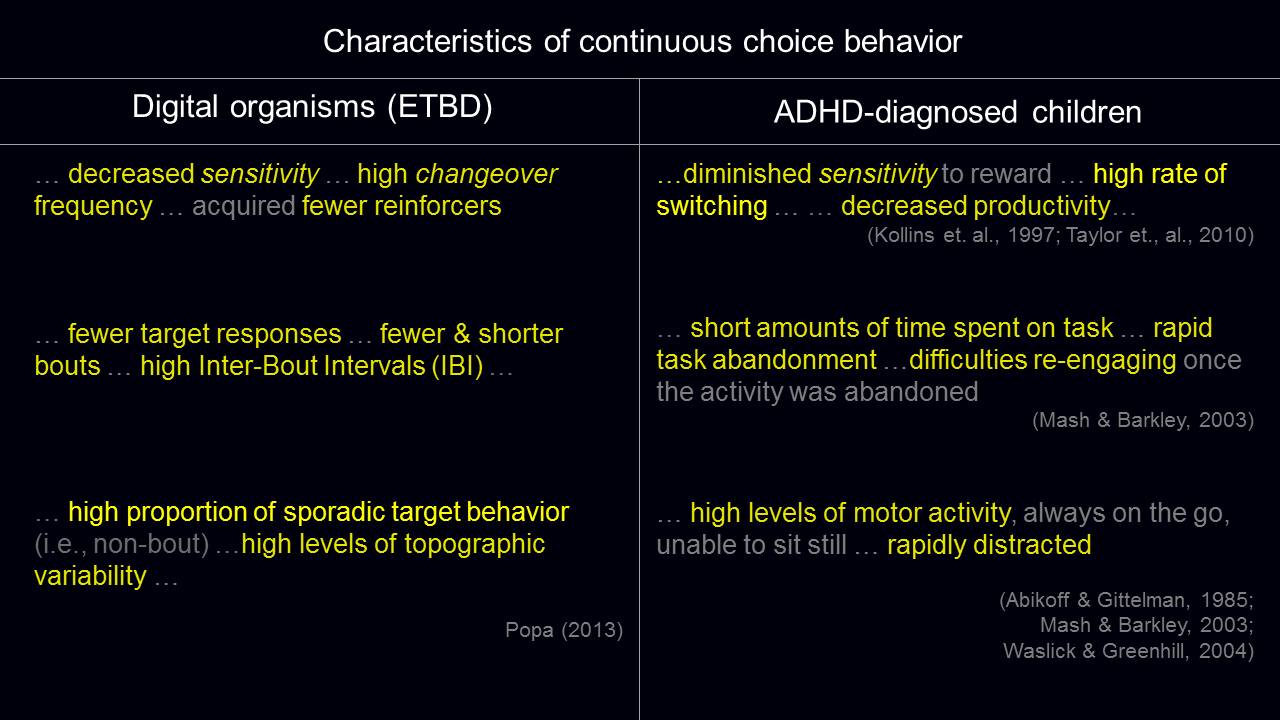 Characteristics of continuous choice behavior
Digital organisms (ETBD)
ADHD-diagnosed children
… decreased sensitivity … high changeover
frequency … acquired fewer reinforcers
… fewer target responses … fewer & shorter
bouts … high Inter-Bout Intervals (IBI) …
… high proportion of sporadic target behavior
(i.e., non-bout) …high levels of topographic
variability …
Popa (2013)
…diminished sensitivity to reward … high rate of
switching … … decreased productivity…
(Kollins et. al., 1997; Taylor et., al., 2010)
… short amounts of time spent on task … rapid
task abandonment …difficulties re-engaging once
the activity was abandoned
(Mash & Barkley, 2003)
… high levels of motor activity, always on the go,
unable to sit still … rapidly distracted
(Abikoff & Gittelman, 1985;
Mash & Barkley, 2003;
Waslick & Greenhill, 2004)